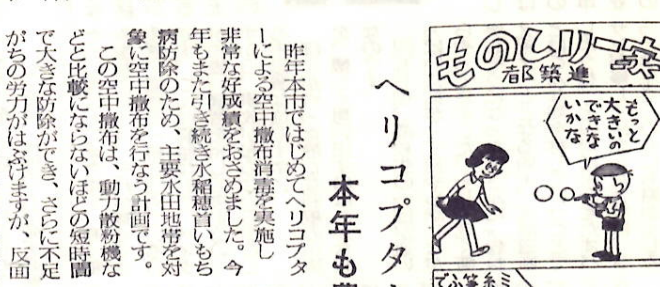 ものしり一家
都築進
もっと
大きいの
できな
いかな
ヘリコプタ
本年も
昨年本市ではじめてヘリコプタ
ーによる空中撒布消毒を実施し
非常な好成績をおさめました。今
年もまた引き続き水稲穂首いもち
病防除のため、主要水田地帯を対
象に空中撒布を行なう計画です。
この空中撒布は、動力散粉機な
どと比較にならないほどの短時間
で大きな防除ができ、さらに不足
がちの労力がはぶけますが、反面